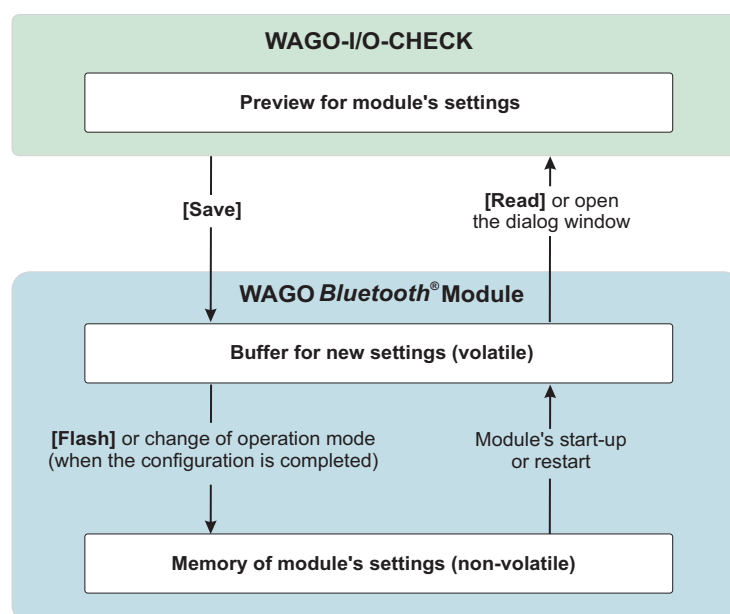 WAGO-I/O-CHECK
Preview for module's settings
[Save]
[Read] or open
the dialog window
WAGO Bluetooth® Module
Buffer for new settings (volatile)
[Flash] or change of operation mode
(when the configuration is completed)
Module's start-up
or restart
Memory of module's settings (non-volatile)